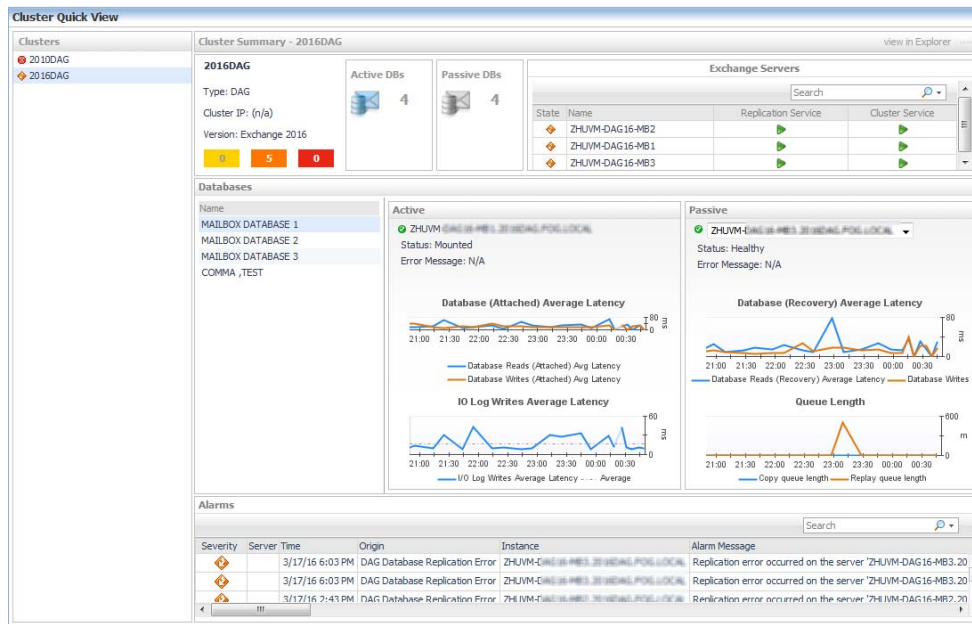 Cluster Quick View
Clusters
2010DAG
2016DAG
Cluster Summary - 2016DAG
view in Explorer
2016DAG
Type: DAG
Cluster IP: (n/a)
Version: Exchange 2016
0 5 0
Active DBs
4
Passive DBs
4
Exchange Servers
Search
State Name Replication Service Cluster Service
ZHUVM-DAG16-MB2
ZHUVM-DAG16-MB1
ZHUVM-DAG16-MB3
Databases
Name
MAILBOX DATABASE 1
MAILBOX DATABASE 2
MAILBOX DATABASE 3
COMMA ,TEST
Active
ZHUVM
Status: Mounted
Error Message: N/A
Database (Attached) Average Latency
80
0
ms
21:00 21:30 22:00 22:30 23:00 23:30 00:00 00:30
Database Reads (Attached) Avg Latency
Database Writes (Attached) Avg Latency
IO Log Writes Average Latency
60
0
ms
21:00 21:30 22:00 22:30 23:00 23:30 00:00 00:30
I/O Log Writes Average Latency Average
Passive
ZHUVM-
Status: Healthy
Error Message: N/A
Database (Recovery) Average Latency
80
0
ms
21:00 21:30 22:00 22:30 23:00 23:30 00:00 00:30
Database Reads (Recovery) Average Latency Database Writes
Queue Length
600
0
m
21:00 21:30 22:00 22:30 23:00 23:30 00:00 00:30
Copy queue length Replay queue length
Alarms
Search
Severity Server Time Origin Instance Alarm Message
3/17/16 6:03 PM DAG Database Replication Error ZHUVM- Replication error occurred on the server 'ZHUVM-DAG16-MB3.20
3/17/16 6:03 PM DAG Database Replication Error ZHUVM- Replication error occurred on the server 'ZHUVM-DAG16-MB3.20
3/17/16 2:43 PM DAG Database Replication Error ZHUVM- Replication error occurred on the server 'ZHUVM-DAG16-MB2.20